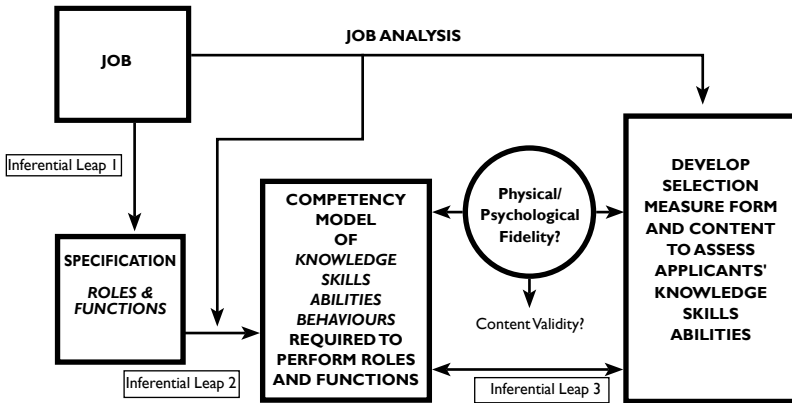 JOB ANALYSIS
JOB
Inferential Leap 1
SPECIFICATION
ROLES &
FUNCTIONS
Inferential Leap 2
COMPETENCY
MODEL
OF
KNOWLEDGE
SKILLS
ABILITIES
BEHAVIOURS
REQUIRED TO
PERFORM ROLES
AND FUNCTIONS
Physical/
Psychological
Fidelity?
Content Validity?
Inferential Leap 3
DEVELOP
SELECTION
MEASURE FORM
AND CONTENT
TO ASSESS
APPLICANTS'
KNOWLEDGE
SKILLS
ABILITIES